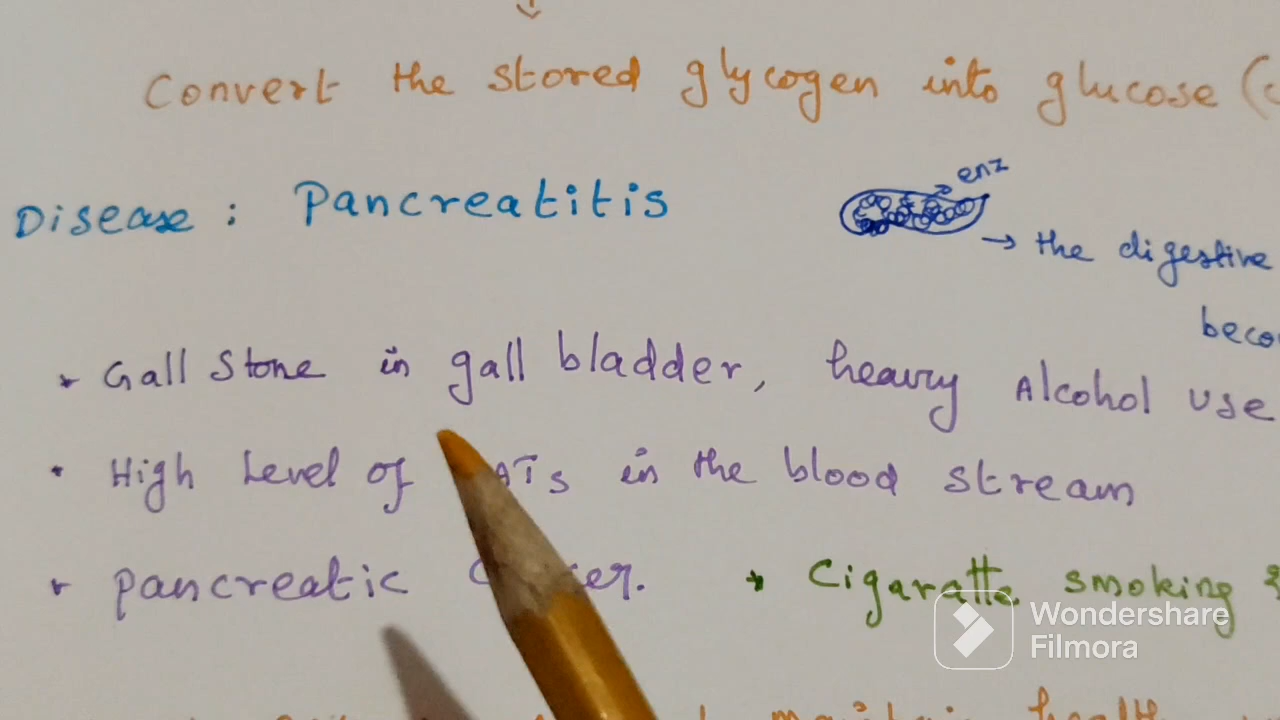 Convert the stored glycogen into glucose (
Disease : Pancreatitis
enz
→ the digestive
* Gall Stone in gall bladder, heavy Alcohol use
* High Level of in the blood stream
* pancreatic
* Cigaratte smoking
Wondershare
Filmora